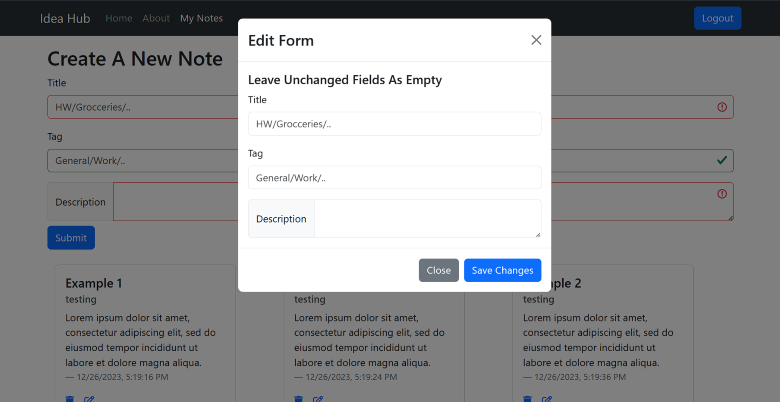 Idea Hub Home About My Notes Logout
Edit Form
Create A New Note
Leave Unchanged Fields As Empty
Title
Title
HW/Grocceries/..
HW/Grocceries/..
Tag
Tag
General/Work/..
General/Work/..
Description
Description
Submit
Close Save Changes
Example 1
testing
Lorem ipsum dolor sit amet,
consectetur adipiscing elit, sed do
eiusmod tempor incididunt ut
labore et dolore magna aliqua.
— 12/26/2023, 5:19:16 PM
testing
Lorem ipsum dolor sit amet,
consectetur adipiscing elit, sed do
eiusmod tempor incididunt ut
labore et dolore magna aliqua.
— 12/26/2023, 5:19:24 PM
ple 2
testing
Lorem ipsum dolor sit amet,
consectetur adipiscing elit, sed do
eiusmod tempor incididunt ut
labore et dolore magna aliqua.
— 12/26/2023, 5:19:36 PM